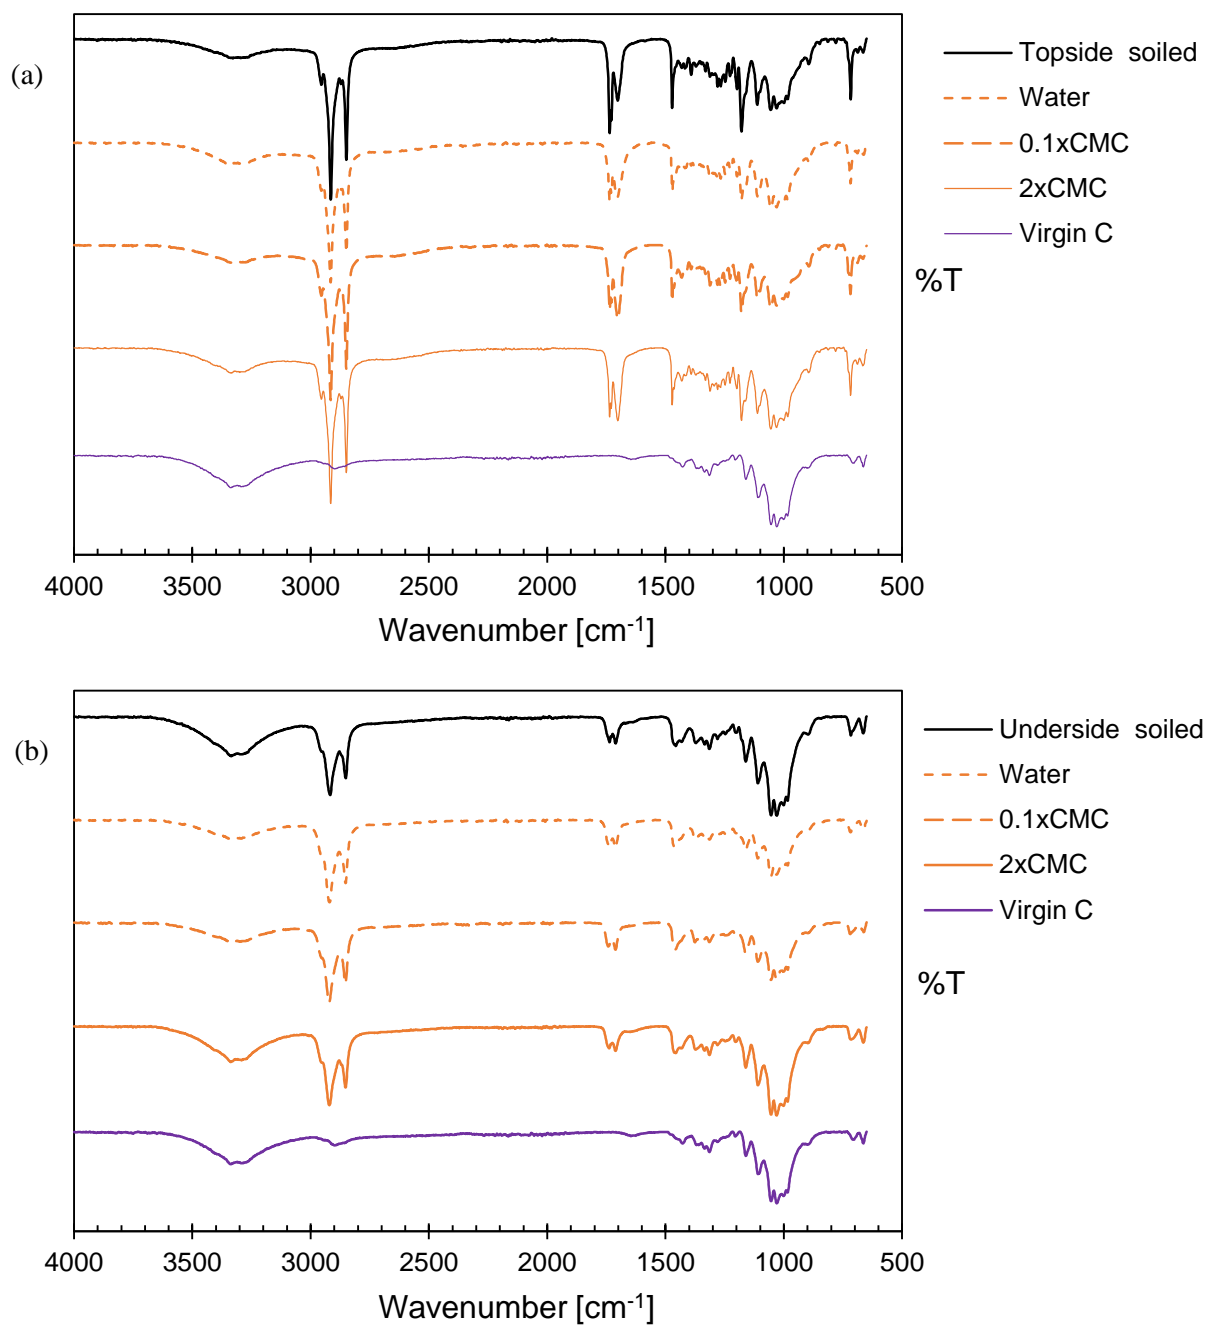 (a)
Topside soiled
Water
0.1xCMC
2xCMC
Virgin C
%T
4000 3500 3000 2500 2000 1500 1000 500
Wavenumber [cm-1]
(b)
Underside soiled
Water
0.1xCMC
2xCMC
Virgin C
%T
4000 3500 3000 2500 2000 1500 1000 500
Wavenumber [cm-1]